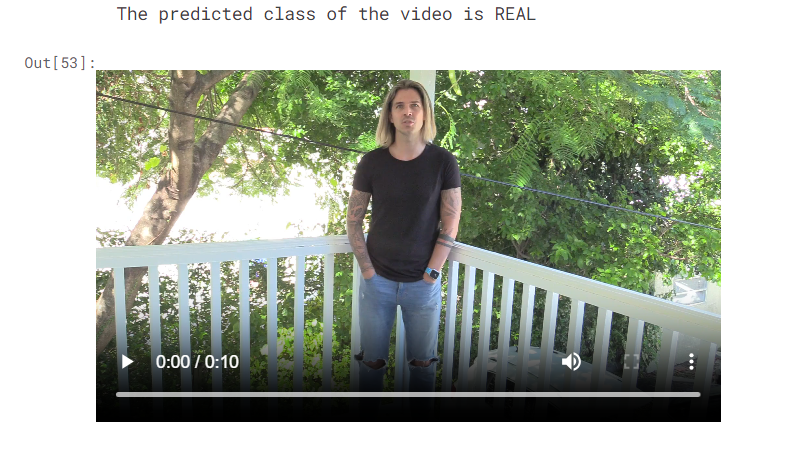 The predicted class of the video is REAL
Out[53]:
0:00 / 0:10